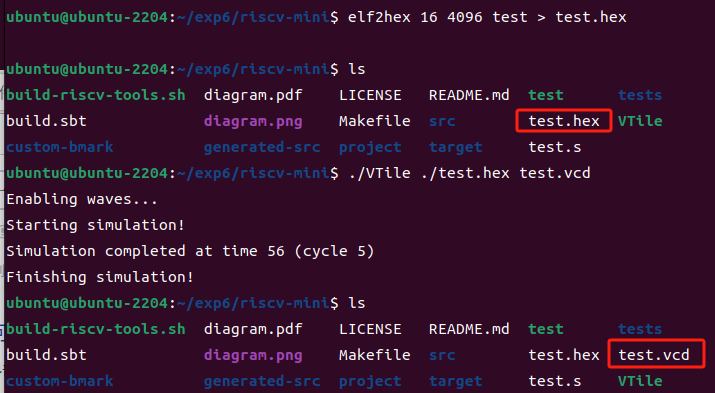 ubuntu@ubuntu-2204:~/exp6/riscv-mini$ elf2hex 16 4096 test > test.hex
ubuntu@ubuntu-2204:~/exp6/riscv-mini$ ls
build-riscv-tools.sh diagram.pdf LICENSE README.md test tests
build.sbt diagram.png Makefile src test.hex VTile
custom-bmark generated-src project target test.s
ubuntu@ubuntu-2204:~/exp6/riscv-mini$ ./VTile ./test.hex test.vcd
Enabling waves...
Starting simulation!
Simulation completed at time 56 (cycle 5)
Finishing simulation!
ubuntu@ubuntu-2204:~/exp6/riscv-mini$ ls
build-riscv-tools.sh diagram.pdf LICENSE README.md test tests
build.sbt diagram.png Makefile src test.hex test.vcd
custom-bmark generated-src project target test.s VTile